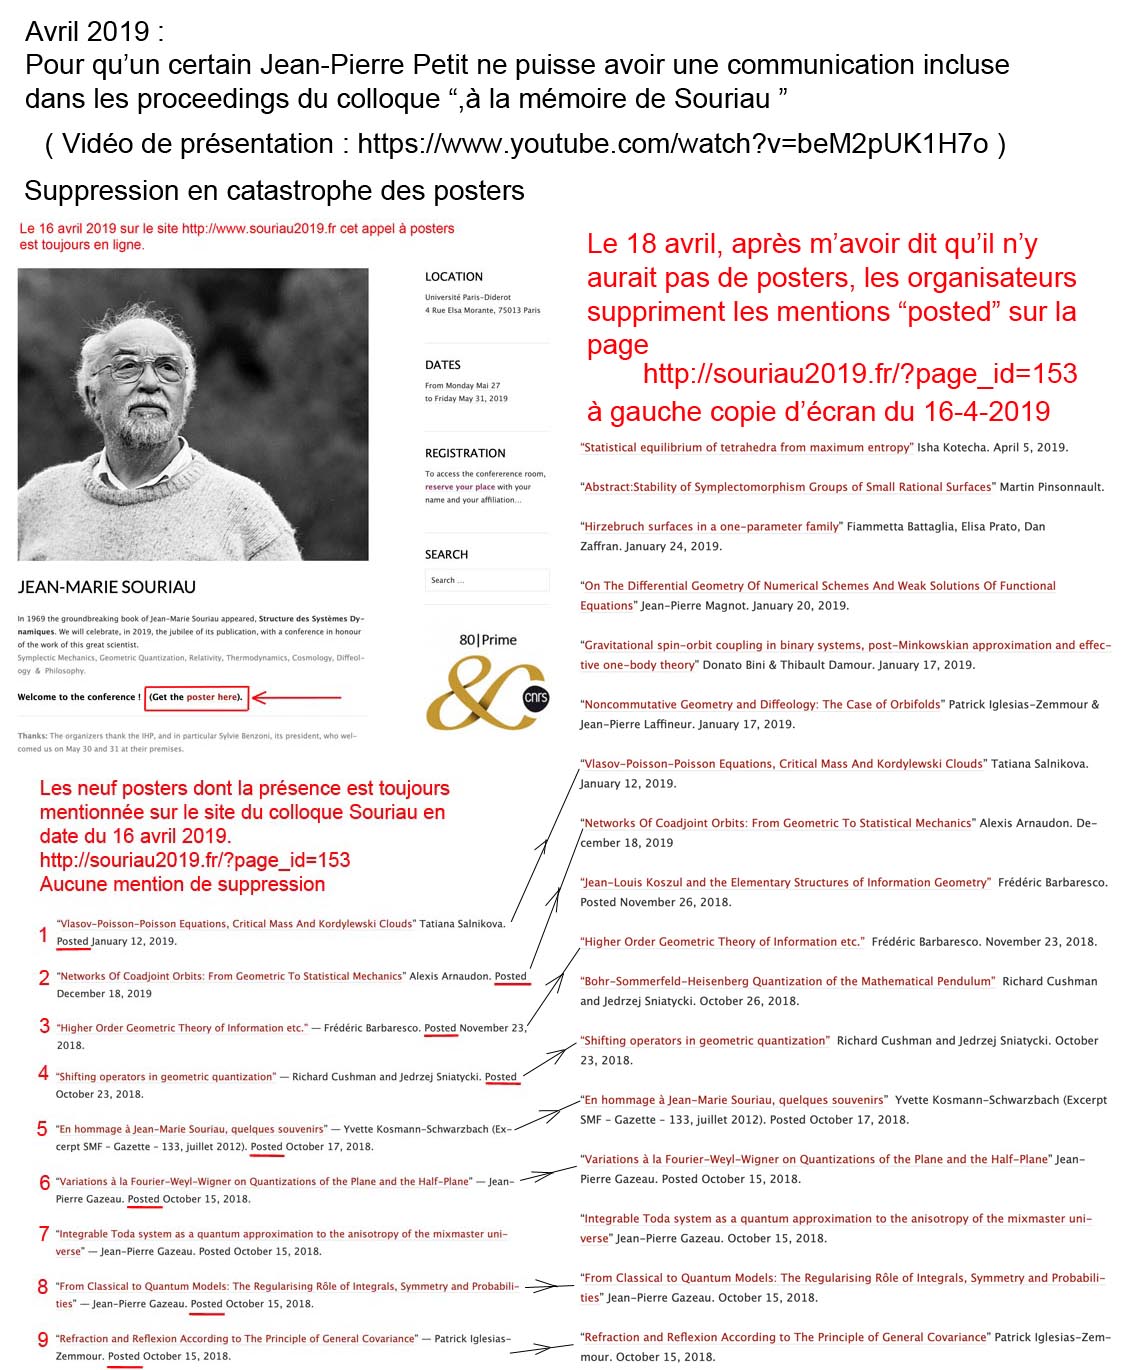 Avril 2019 :
Pour qu’un certain Jean-Pierre Petit ne puisse avoir une communication incluse
dans les proceedings du colloque “,à la mémoire de Souriau ”
( Vidéo de présentation : https://www.youtube.com/watch?v=beM2pUK1H7o )
Suppression en catastrophe des posters
Le 16 avril 2019 sur le site http://www.souriau2019.fr cet appel à posters
est toujours en ligne.
LOCATION
Université Paris-Diderot
4 Rue Elsa Morante, 75013 Paris
DATES
From Monday Mai 27
to Friday May 31, 2019
REGISTRATION
To access the confererence room,
reserve your place with your
name and your affiliation...
SEARCH
Search ...
80|Prime
&
cnrs
JEAN-MARIE SOURIAU
In 1969 the groundbreaking book of Jean-Marie Souriau appeared, Structure des Systèmes Dy-
namiques. We will celebrate, in 2019, the jubilee of its publication, with a conference in honour
of the work of this great scientist.
Symplectic Mechanics, Geometric Quantization, Relativity, Thermodynamics, Cosmology, Diffeol-
ogy & Philosophy.
Welcome to the conference ! (Get the poster here).
Thanks: The organizers thank the IHP, and in particular Sylvie Benzoni, its president, who wel-
comed us on May 30 and 31 at their premises.
Les neuf posters dont la présence est toujours
mentionnée sur le site du colloque Souriau en
date du 16 avril 2019.
http://souriau2019.fr/?page_id=153
Aucune mention de suppression
1 “Vlasov-Poisson-Poisson Equations, Critical Mass And Kordylewski Clouds” Tatiana Salnikova.
Posted January 12, 2019.
2 “Networks Of Coadjoint Orbits: From Geometric To Statistical Mechanics” Alexis Arnaudon. Posted
December 18, 2019
3 “Higher Order Geometric Theory of Information etc.” — Frédéric Barbaresco. Posted November 23,
2018.
4 “Shifting operators in geometric quantization” — Richard Cushman and Jedrzej Sniatycki. Posted
October 23, 2018.
5 “En hommage à Jean-Marie Souriau, quelques souvenirs” — Yvette Kosmann-Schwarzbach (Ex-
cerpt SMF – Gazette – 133, juillet 2012). Posted October 17, 2018.
6 “Variations à la Fourier-Weyl-Wigner on Quantizations of the Plane and the Half-Plane” — Jean-
Pierre Gazeau. Posted October 15, 2018.
7 “Integrable Toda system as a quantum approximation to the anisotropy of the mixmaster uni-
verse” — Jean-Pierre Gazeau. Posted October 15, 2018.
8 “From Classical to Quantum Models: The Regularising Rôle of Integrals, Symmetry and Probabili-
ties” — Jean-Pierre Gazeau. Posted October 15, 2018.
9 “Refraction and Reflexion According to The Principle of General Covariance” — Patrick Iglesias-
Zemmour. Posted October 15, 2018.
Le 18 avril, après m’avoir dit qu’il n’y
aurait pas de posters, les organisateurs
suppriment les mentions “posted” sur la
page
http://souriau2019.fr/?page_id=153
à gauche copie d’écran du 16-4-2019
“Statistical equilibrium of tetrahedra from maximum entropy” Isha Kotecha. April 5, 2019.
“Abstract:Stability of Symplectomorphism Groups of Small Rational Surfaces” Martin Pinsonnault.
“Hirzebruch surfaces in a one-parameter family” Fiammetta Battaglia, Elisa Prato, Dan
Zaffran. January 24, 2019.
“On The Differential Geometry Of Numerical Schemes And Weak Solutions Of Functional
Equations” Jean-Pierre Magnot. January 20, 2019.
“Gravitational spin-orbit coupling in binary systems, post-Minkowskian approximation and effec-
tive one-body theory” Donato Bini & Thibault Damour. January 17, 2019.
“Noncommutative Geometry and Diffeology: The Case of Orbifolds” Patrick Iglesias-Zemmour &
Jean-Pierre Laffineur. January 17, 2019.
“Vlasov-Poisson-Poisson Equations, Critical Mass And Kordylewski Clouds” Tatiana Salnikova.
January 12, 2019.
“Networks Of Coadjoint Orbits: From Geometric To Statistical Mechanics” Alexis Arnaudon. De-
cember 18, 2019
“Jean-Louis Koszul and the Elementary Structures of Information Geometry” Frédéric Barbaresco.
Posted November 26, 2018.
“Higher Order Geometric Theory of Information etc.” Frédéric Barbaresco. November 23, 2018.
“Bohr-Sommerfeld-Heisenberg Quantization of the Mathematical Pendulum” Richard Cushman
and Jedrzej Sniatycki. October 26, 2018.
“Shifting operators in geometric quantization” Richard Cushman and Jedrzej Sniatycki. October
23, 2018.
“En hommage à Jean-Marie Souriau, quelques souvenirs” Yvette Kosmann-Schwarzbach (Excerpt
SMF – Gazette – 133, juillet 2012). Posted October 17, 2018.
“Variations à la Fourier-Weyl-Wigner on Quantizations of the Plane and the Half-Plane” Jean-
Pierre Gazeau. Posted October 15, 2018.
“Integrable Toda system as a quantum approximation to the anisotropy of the mixmaster uni-
verse” Jean-Pierre Gazeau. October 15, 2018.
“From Classical to Quantum Models: The Regularising Rôle of Integrals, Symmetry and Probabili-
ties” Jean-Pierre Gazeau. October 15, 2018.
“Refraction and Reflexion According to The Principle of General Covariance” Patrick Iglesias-Zem-
mour. October 15, 2018.